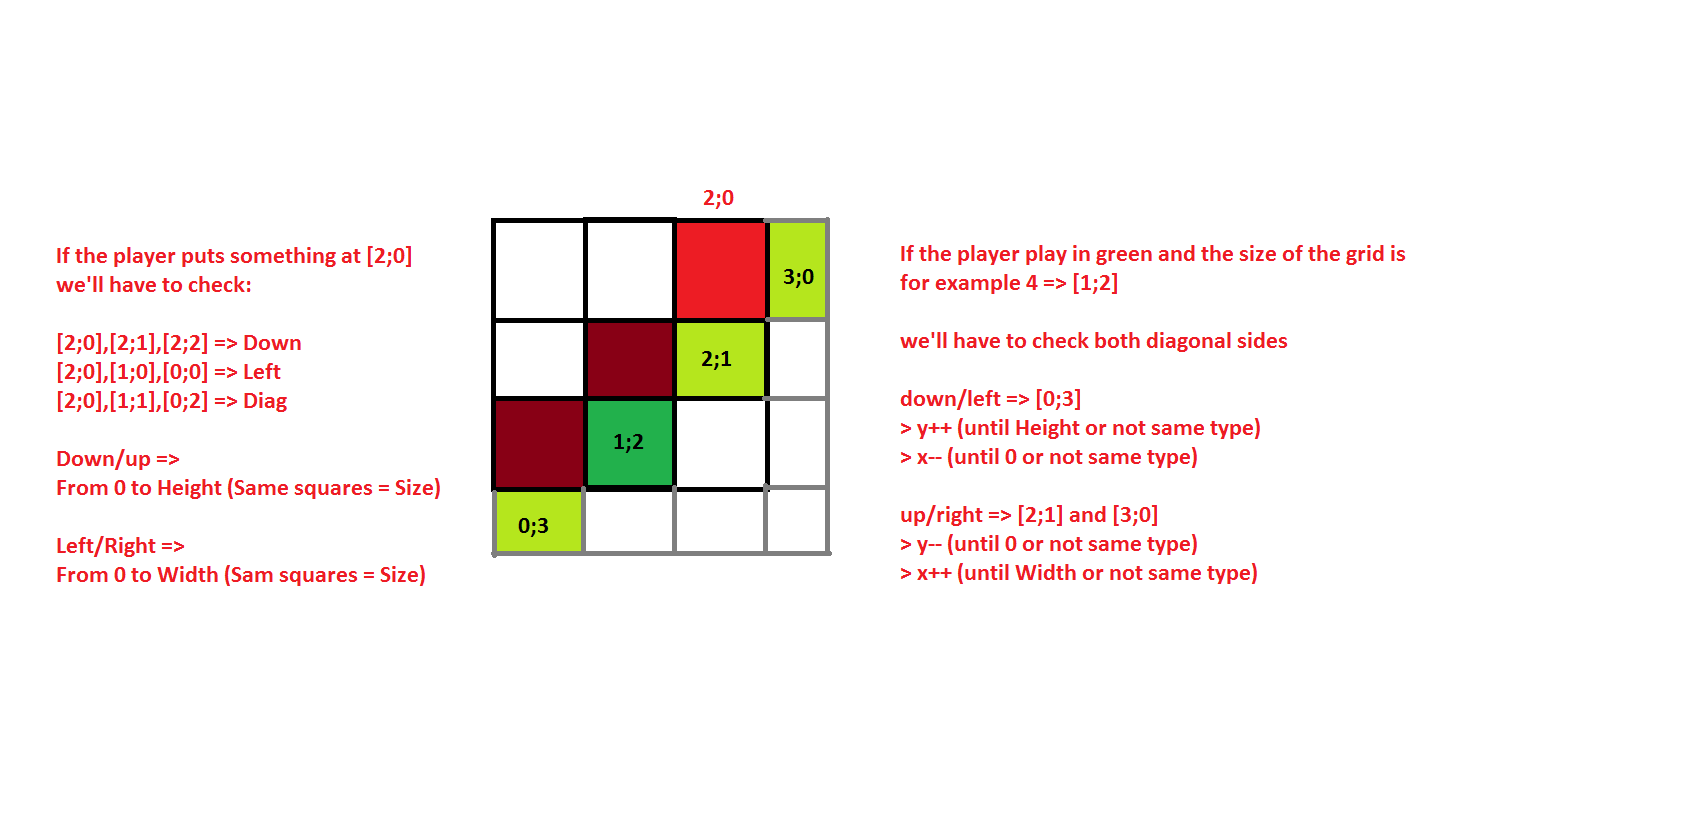 If the player puts something at [2;0]
we'll have to check:
[2;0],[2;1],[2;2] => Down
[2;0],[1;0],[0;0] => Left
[2;0],[1;1],[0;2] => Diag
Down/up =>
From 0 to Height (Same squares = Size)
Left/Right =>
From 0 to Width (Sam squares = Size)
2;0
3;0
2;1
1;2
0;3
If the player play in green and the size of the grid is
for example 4 => [1;2]
we'll have to check both diagonal sides
down/left => [0;3]
> y++ (until Height or not same type)
> x-- (until 0 or not same type)
up/right => [2;1] and [3;0]
> y-- (until 0 or not same type)
> x++ (until Width or not same type)